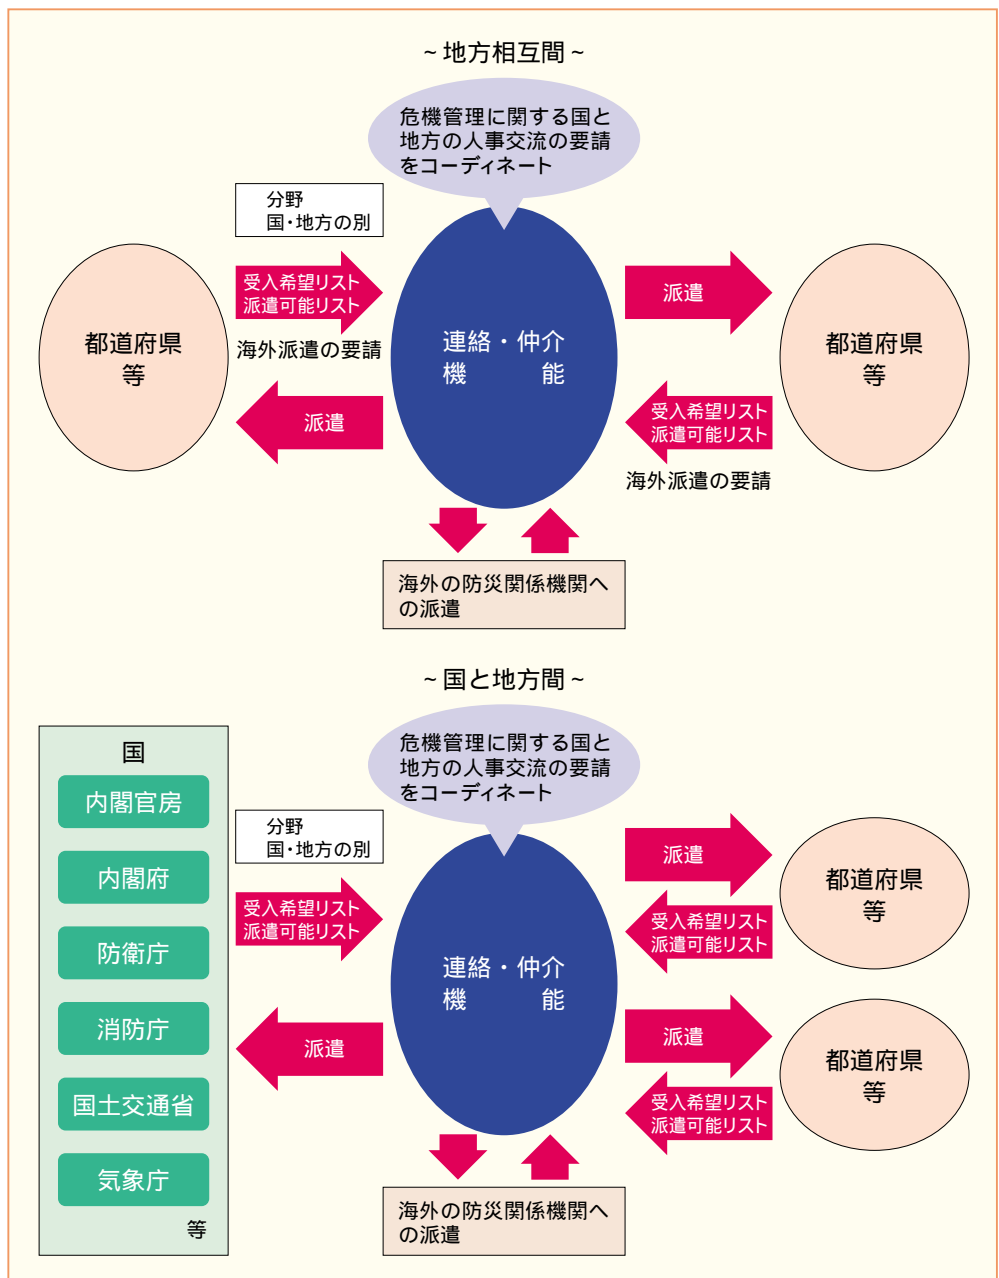 ~ 地方相互間 ~
危機管理に関する国と
地方の人事交流の要請
をコーディネート
分野
国・地方の別
受入希望リスト
派遣可能リスト
海外派遣の要請
派遣
都道府県
等
連絡・仲介
機　　　能
派遣
受入希望リスト
派遣可能リスト
海外派遣の要請
都道府県
等
海外の防災関係機関へ
の派遣
~ 国と地方間 ~
危機管理に関する国と
地方の人事交流の要請
をコーディネート
国
内閣官房
内閣府
防衛庁
消防庁
国土交通省
気象庁
等
分野
国・地方の別
受入希望リスト
派遣可能リスト
派遣
連絡・仲介
機　　　能
派遣
受入希望リスト
派遣可能リスト
都道府県
等
派遣
受入希望リスト
派遣可能リスト
都道府県
等
海外の防災関係機関へ
の派遣